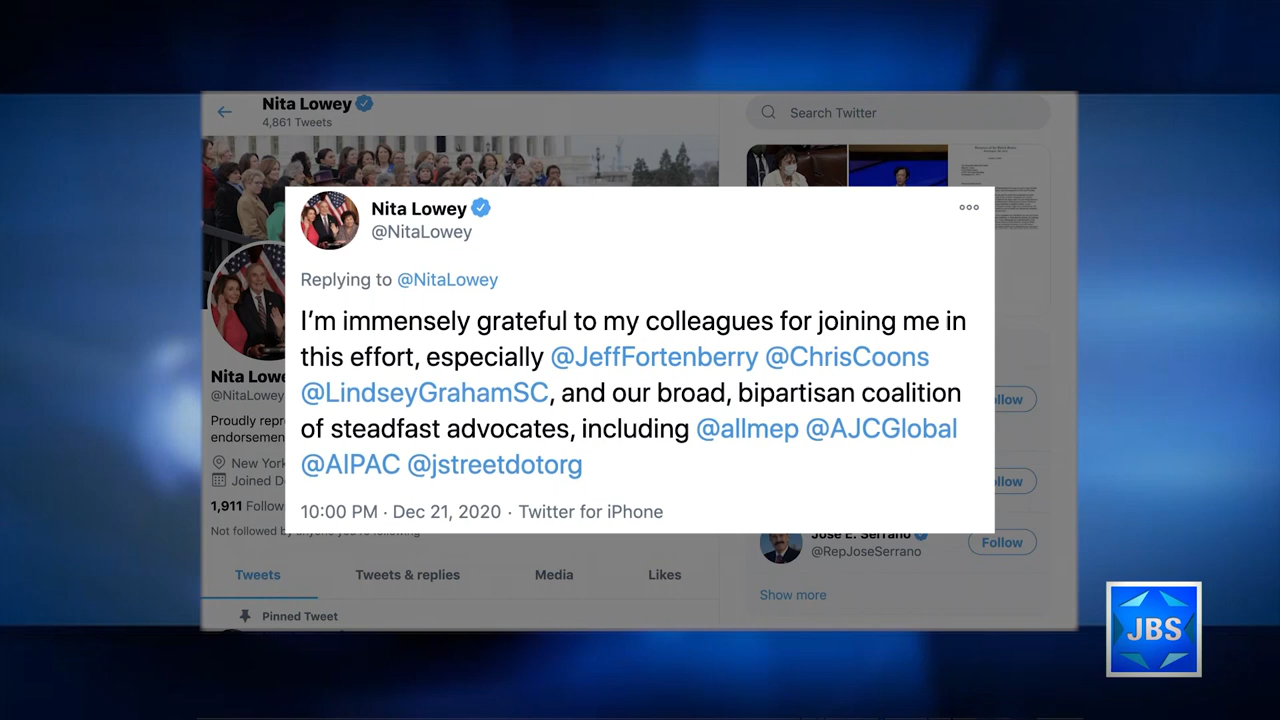 Nita Lowey
4,861 Tweets
Search Twitter
Nita Lowey
@NitaLowey
Replying to @NitaLowey
I'm immensely grateful to my colleagues for joining me in
this effort, especially @JeffFortenberry @ChrisCoons
@LindseyGrahamSC, and our broad, bipartisan coalition
of steadfast advocates, including @allmep @AJCGlobal
@AIPAC @jstreetdotorg
10:00 PM · Dec 21, 2020 · Twitter for iPhone
Nita Lowe
@NitaLowey
Proudly repr
endorsemen
New York
Joined D
1,911 Follow
Not followed by anyone you're following
Tweets
Tweets & replies
Media
Likes
Pinned Tweet
llow
llow
José E. Serrano
@RepJoseSerrano
Follow
Show more
JBS